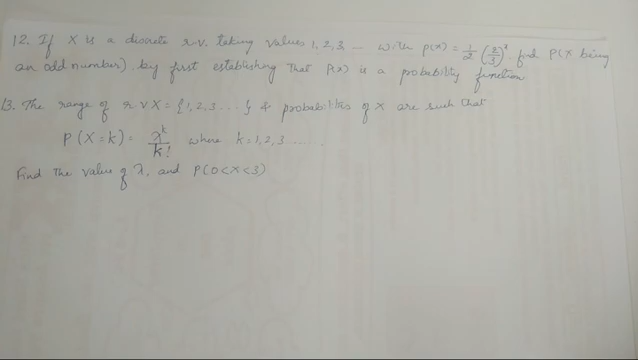 12. If X is a discrete r.v. taking values 1, 2, 3 ... with p(x) = 1/2 (2/3)^x find P(X being
an odd number) by first establishing that P(x) is a probability function
13. The range of r.v X = {1, 2, 3 ...} & probabilities of X are such that
P(X = k) = λ^k / k! where k = 1, 2, 3 ......
Find the value of λ, and P(0 < X < 3)